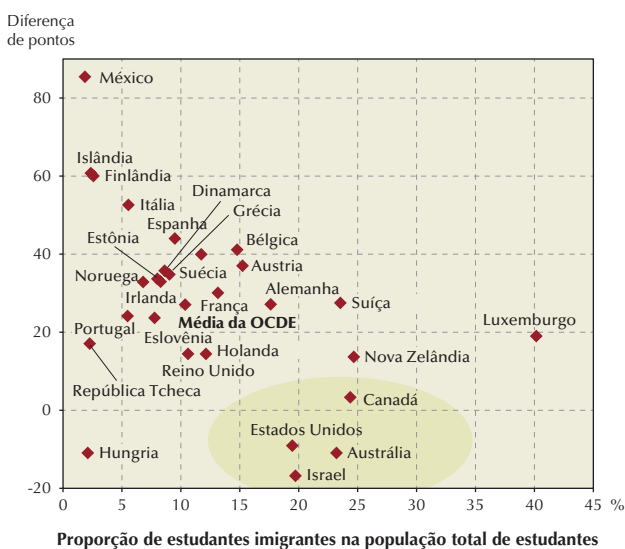 Diferença
de pontos
80
60
40
20
0
-20
México
Islândia
Finlândia
Dinamarca
Itália
Grécia
Espanha
Estônia
Bélgica
Suécia
Austria
Noruega
Alemanha
Irlanda
França
Suíça
Média da OCDE
Luxemburgo
Portugal
Eslovênia
Holanda
Nova Zelândia
Reino Unido
República Tcheca
Canadá
Estados Unidos
Hungria
Austrália
Israel
0 5 10 15 20 25 30 35 40 45 %
Proporção de estudantes imigrantes na população total de estudantes